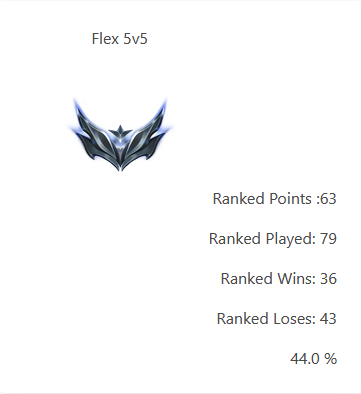 Flex 5v5
Ranked Points :63
Ranked Played: 79
Ranked Wins: 36
Ranked Loses: 43
44.0 %